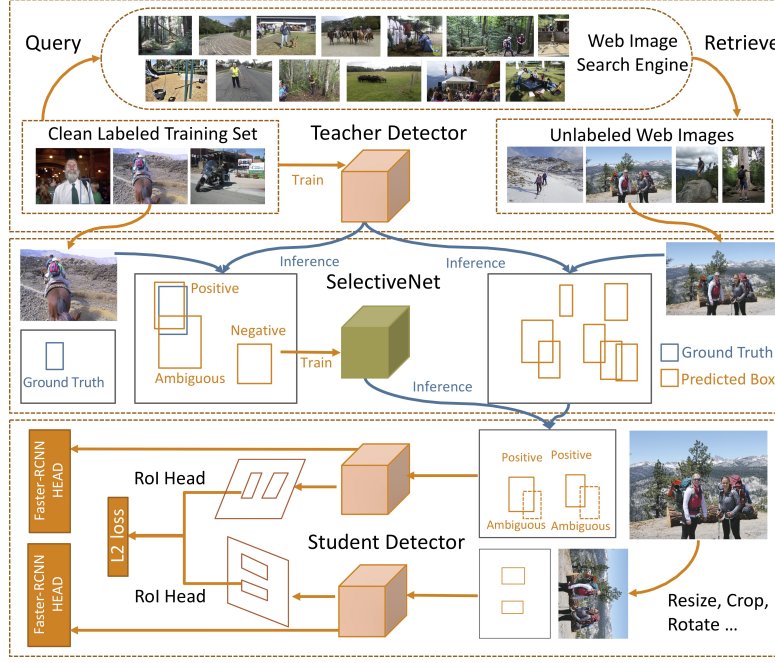 Query
Web Image
Search Engine
Retrieve
Clean Labeled Training Set
Teacher Detector
Unlabeled Web Images
Train
Inference
Inference
SelectiveNet
Positive
Negative
Ambiguous
Train
Ground Truth
Inference
Ground Truth
Predicted Box
Faster-RCNN
HEAD
RoI Head
L2 loss
Positive
Positive
Ambiguous
Ambiguous
Student Detector
Faster-RCNN
HEAD
RoI Head
Resize, Crop,
Rotate ...